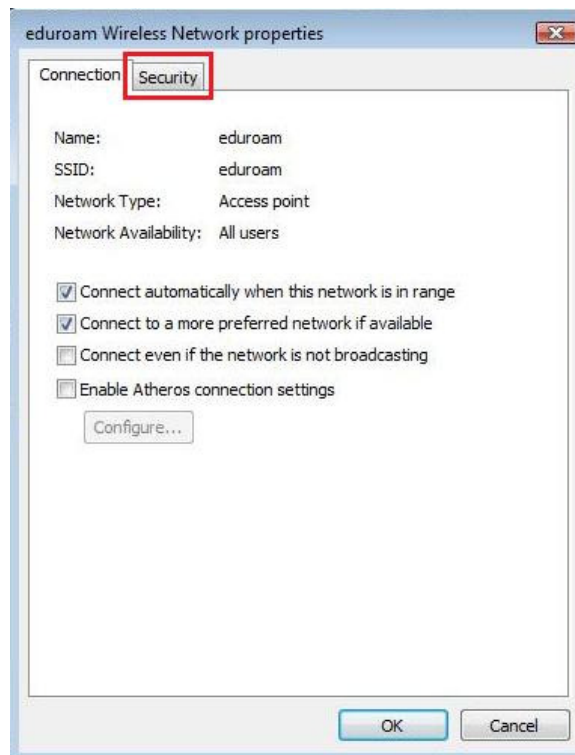 eduroam Wireless Network properties
Connection Security
Name: eduroam
SSID: eduroam
Network Type: Access point
Network Availability: All users
Connect automatically when this network is in range
Connect to a more preferred network if available
Connect even if the network is not broadcasting
Enable Atheros connection settings
Configure...
OK Cancel